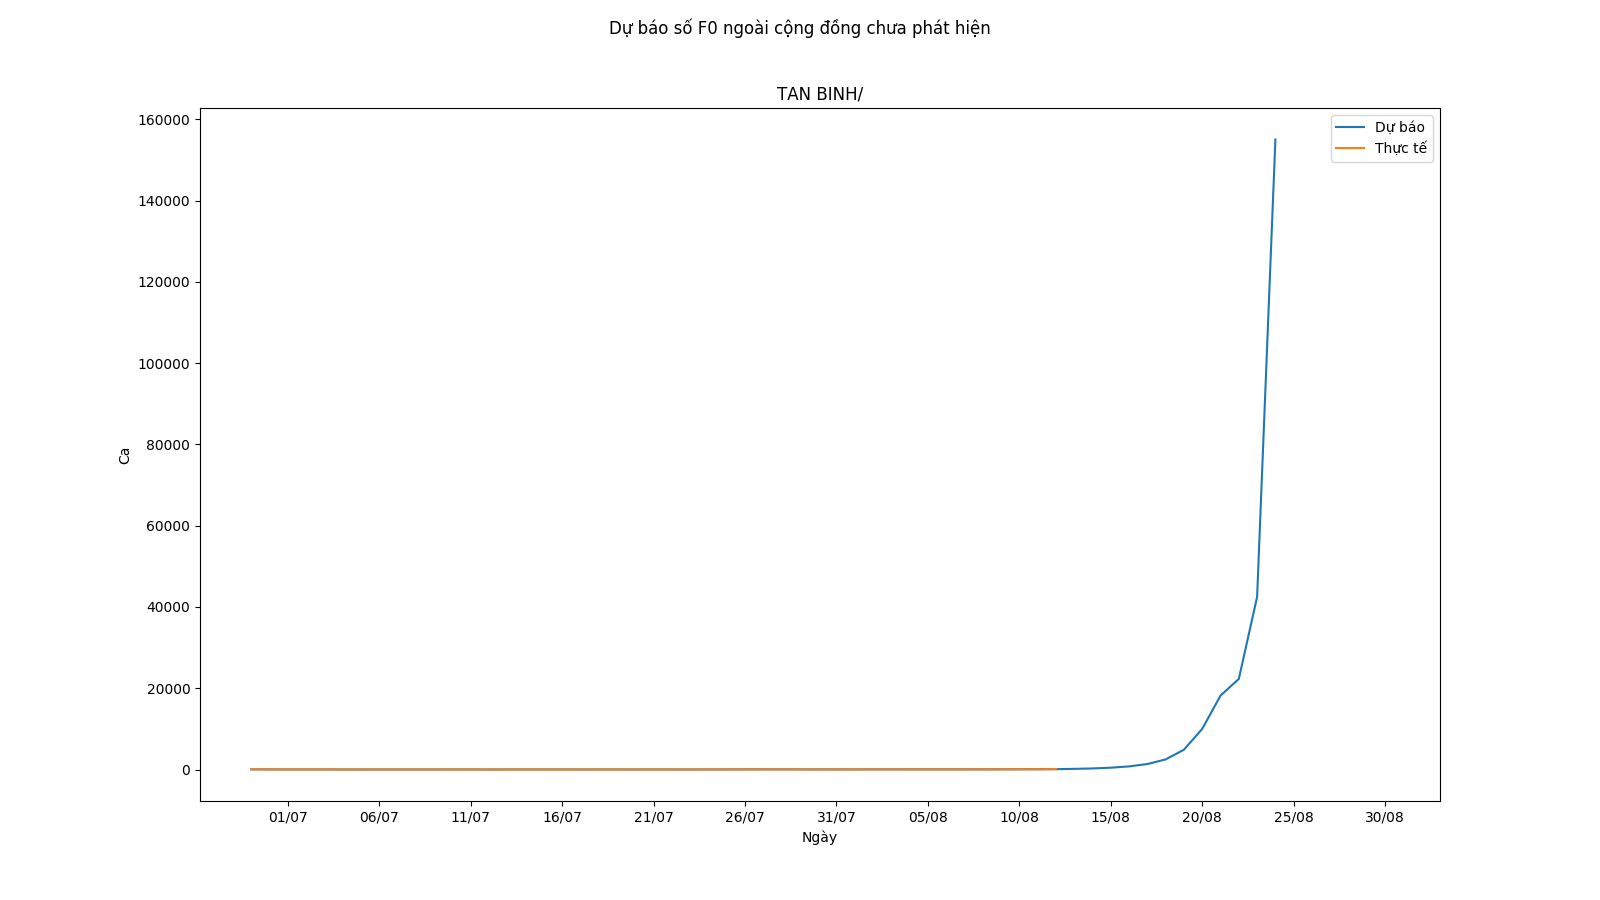 Dự báo số F0 ngoài cộng đồng chưa phát hiện
TAN BINH/
Dự báo
Thực tế
160000
140000
120000
100000
80000
60000
40000
20000
0
Ca
01/07 06/07 11/07 16/07 21/07 26/07 31/07 05/08 10/08 15/08 20/08 25/08 30/08
Ngày